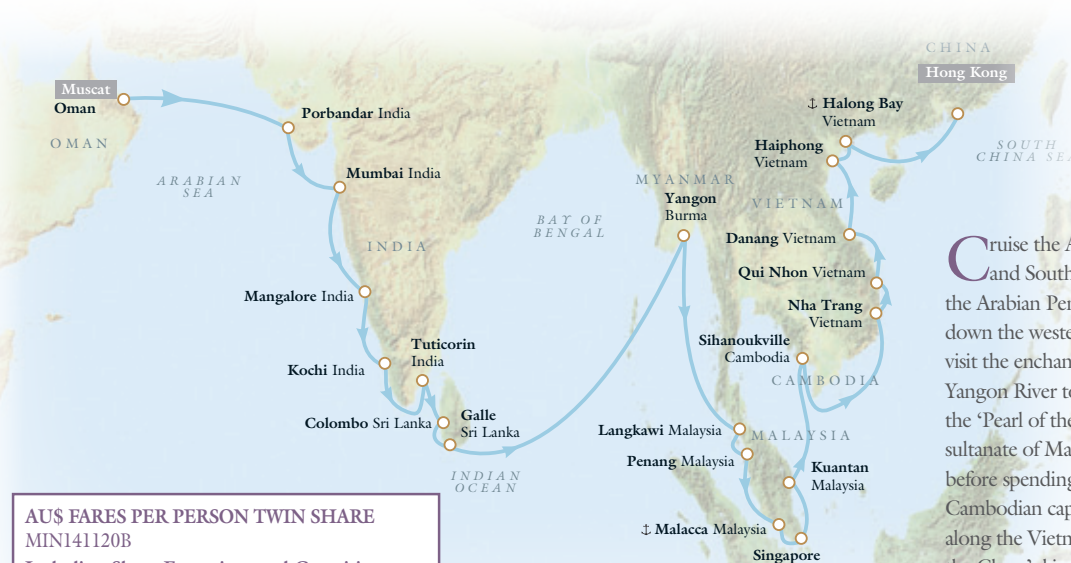 CHINA
Hong Kong
Muscat
Oman
OMAN
Porbandar India
⚓ Halong Bay
Vietnam
Haiphong
Vietnam
SOUTH
CHINA SEA
ARABIAN
SEA
Mumbai India
MYANMAR
Yangon
Burma
VIETNAM
BAY OF
BENGAL
INDIA
Danang Vietnam
Qui Nhon Vietnam
Mangalore India
Nha Trang
Vietnam
Sihanoukville
Cambodia
CAMBODIA
Tuticorin
India
Kochi India
Colombo Sri Lanka
Galle
Sri Lanka
Langkawi Malaysia
MALAYSIA
Penang Malaysia
Kuantan
Malaysia
INDIAN
OCEAN
⚓ Malacca Malaysia
Singapore
AU$ FARES PER PERSON TWIN SHARE
MIN141120B
Cruise the A
and South
the Arabian Pen
down the weste
visit the enchan
Yangon River to
the ‘Pearl of the
sultanate of Ma
before spending
Cambodian cap
along the Vietn